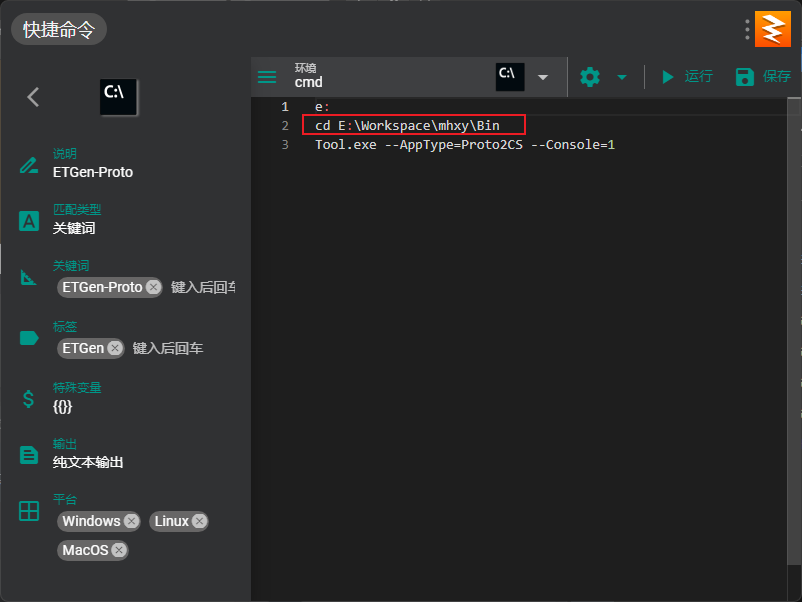 快捷命令
C:\
说明
ETGen-Proto
匹配类型
关键词
关键词
ETGen-Proto 键入后回车
标签
ETGen 键入后回车
特殊变量
{{}}
输出
纯文本输出
平台
Windows Linux
MacOS
环境
cmd
C:\
运行 保存
1 e:
2 cd E:\Workspace\mhxy\Bin
3 Tool.exe --AppType=Proto2CS --Console=1